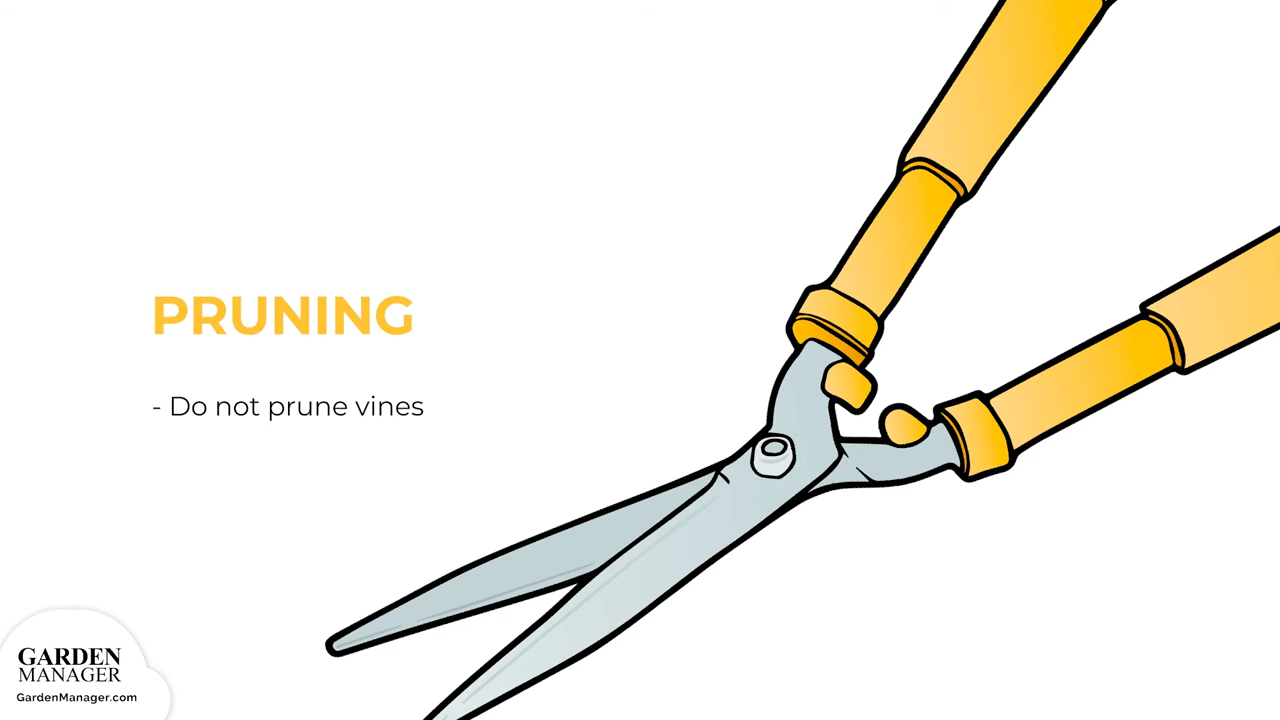 PRUNING
- Do not prune vines
GARDEN
MANAGER
GardenManager.com